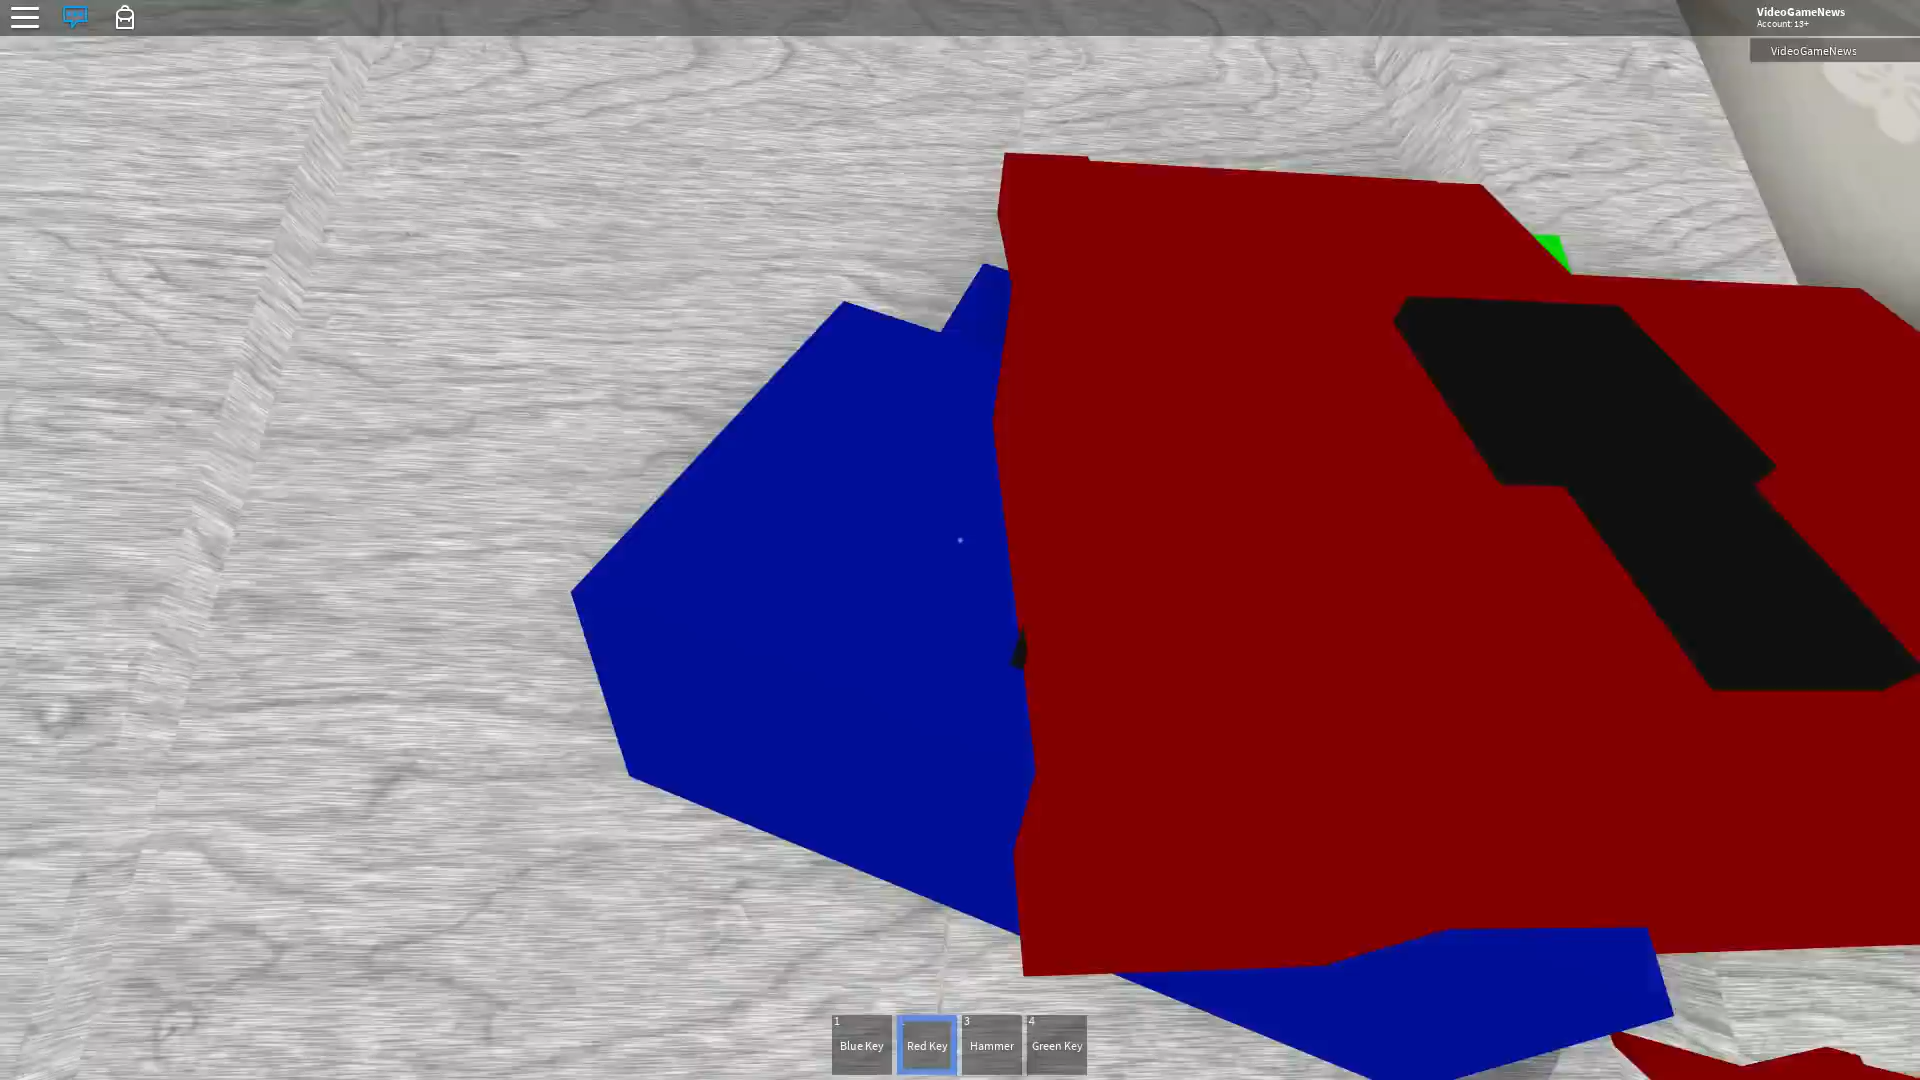 VideoGameNews
Account: 13+
VideoGameNews
1
Blue Key
Red Key
3
Hammer
4
Green Key